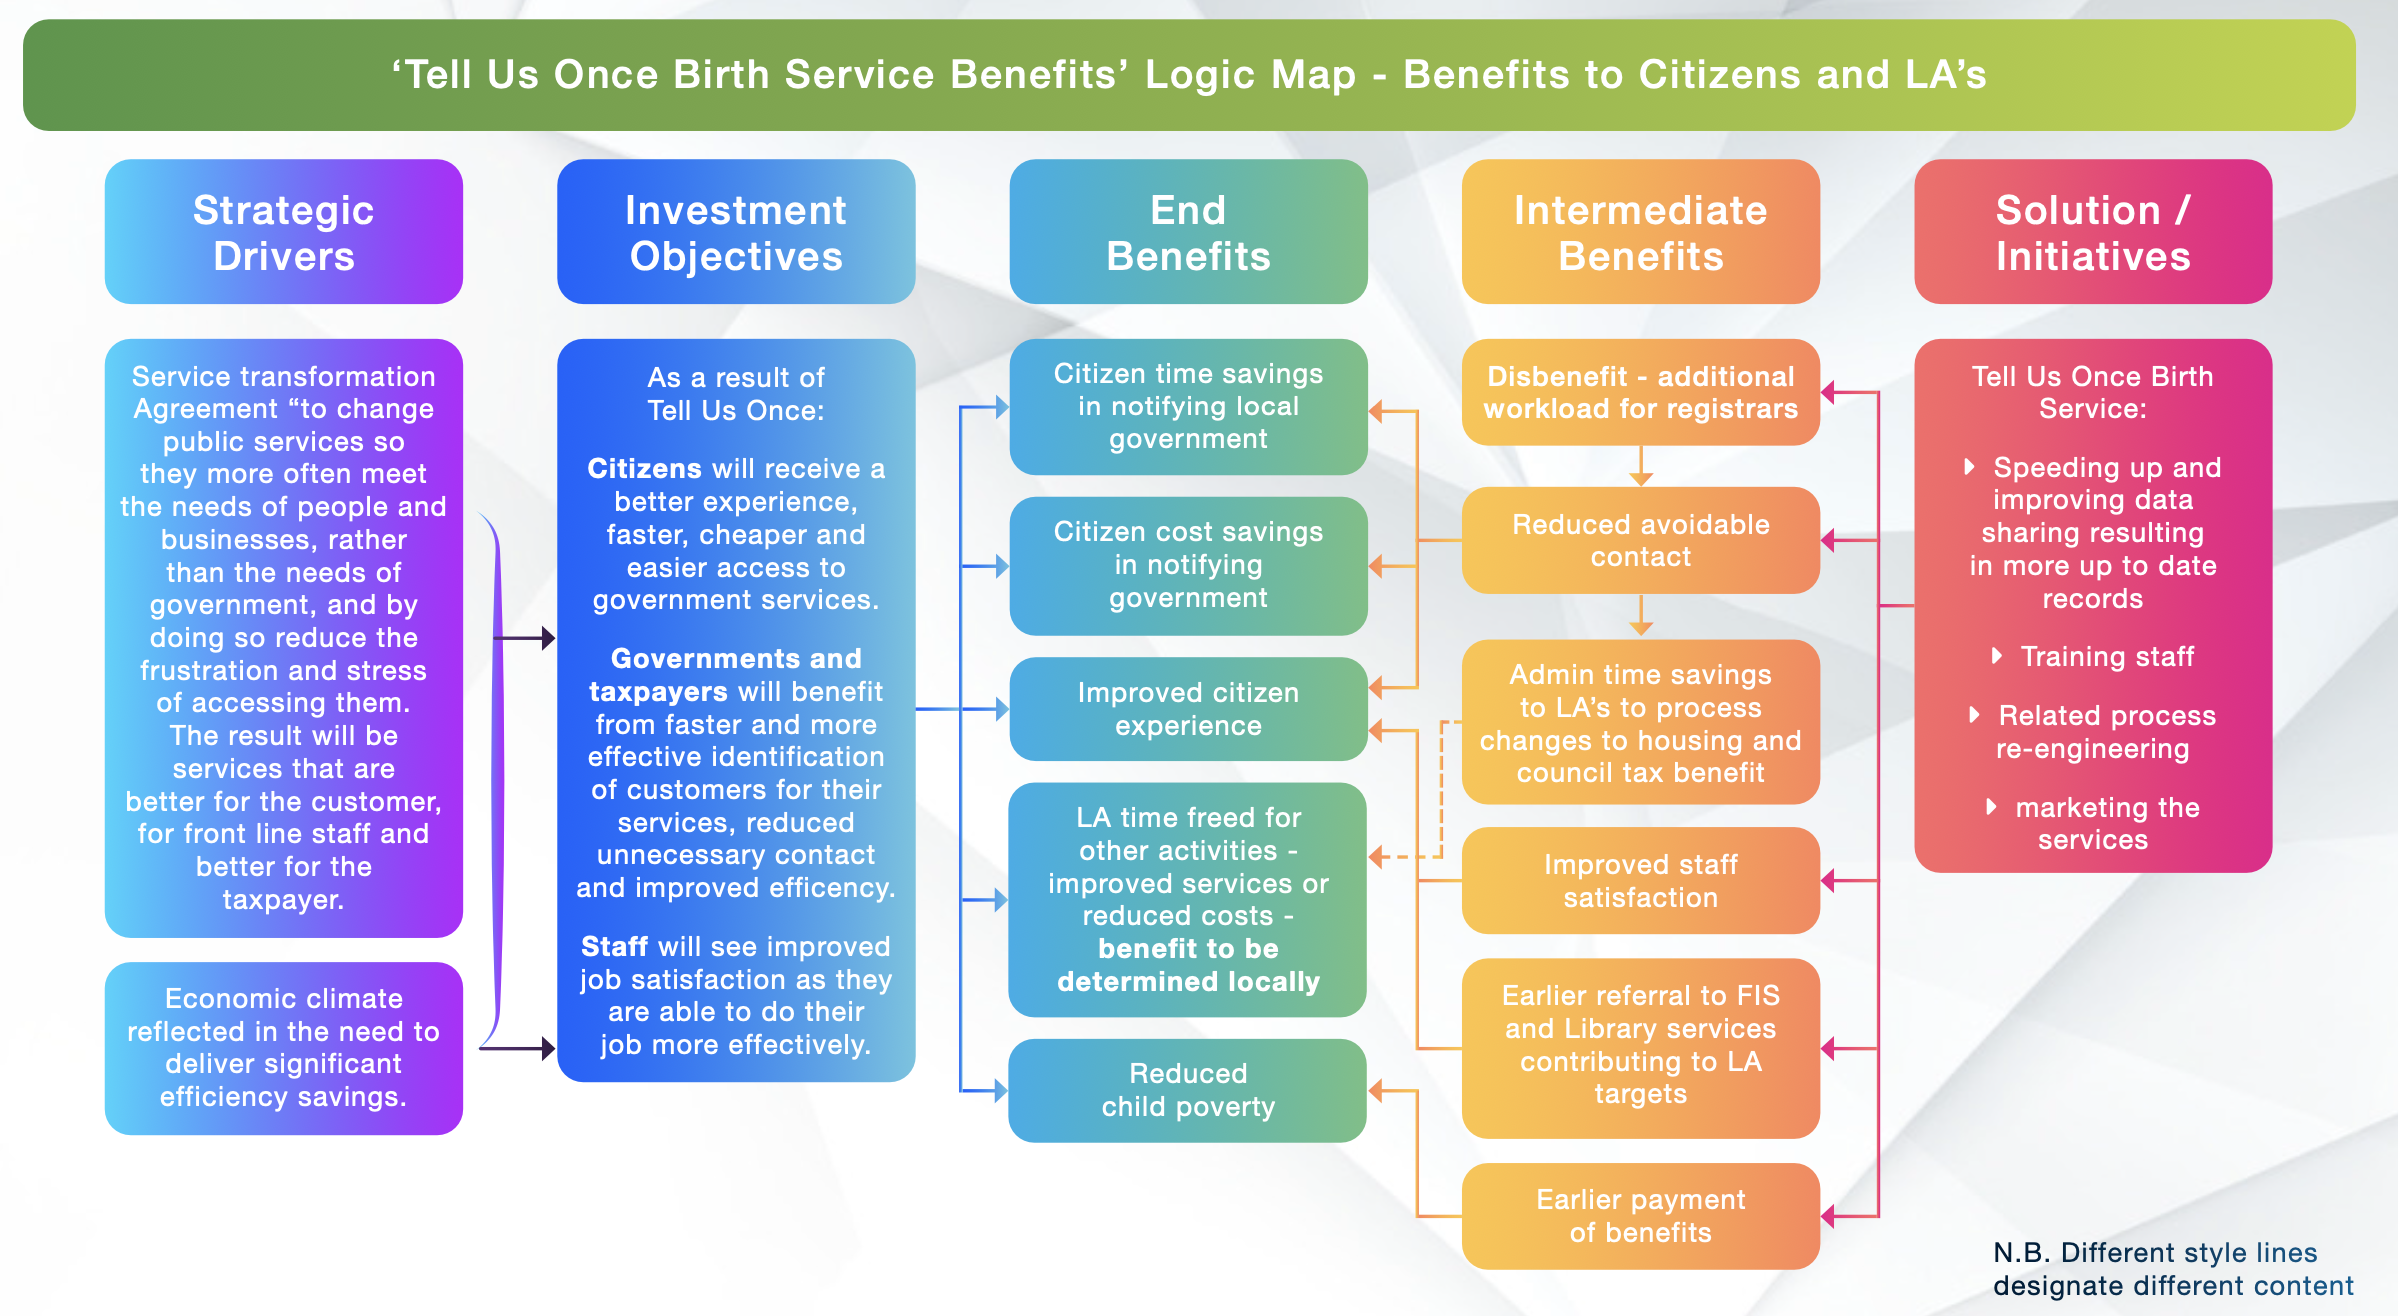 ‘Tell Us Once Birth Service Benefits’ Logic Map - Benefits to Citizens and LA’s
Strategic
Drivers
Service transformation
Agreement “to change
public services so
they more often meet
the needs of people and
businesses, rather
than the needs of
government, and by
doing so reduce the
frustration and stress
of accessing them.
The result will be
services that are
better for the customer,
for front line staff and
better for the
taxpayer.
Economic climate
reflected in the need to
deliver significant
efficiency savings.
Investment
Objectives
As a result of
Tell Us Once:
Citizens will receive a
better experience,
faster, cheaper and
easier access to
government services.
Governments and
taxpayers will benefit
from faster and more
effective identification
of customers for their
services, reduced
unnecessary contact
and improved efficency.
Staff will see improved
job satisfaction as they
are able to do their
job more effectively.
End
Benefits
Citizen time savings
in notifying local
government
Citizen cost savings
in notifying
government
Improved citizen
experience
LA time freed for
other activities -
improved services or
reduced costs -
benefit to be
determined locally
Reduced
child poverty
Intermediate
Benefits
Disbenefit - additional
workload for registrars
Reduced avoidable
contact
Admin time savings
to LA’s to process
changes to housing and
council tax benefit
Improved staff
satisfaction
Earlier referral to FIS
and Library services
contributing to LA
targets
Earlier payment
of benefits
Solution /
Initiatives
Tell Us Once Birth
Service:
Speeding up and
improving data
sharing resulting
in more up to date
records
Training staff
Related process
re-engineering
marketing the
services
N.B. Different style lines
designate different content